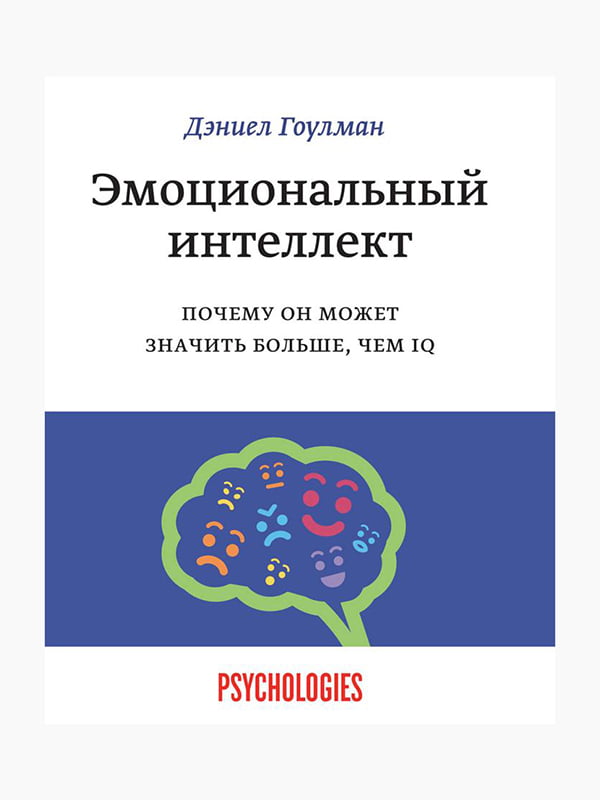 Дэниел Гоулман
Эмоциональный
интеллект
ПОЧЕМУ ОН МОЖЕТ
ЗНАЧИТЬ БОЛЬШЕ, ЧЕМ IQ
PSYCHOLOGIES